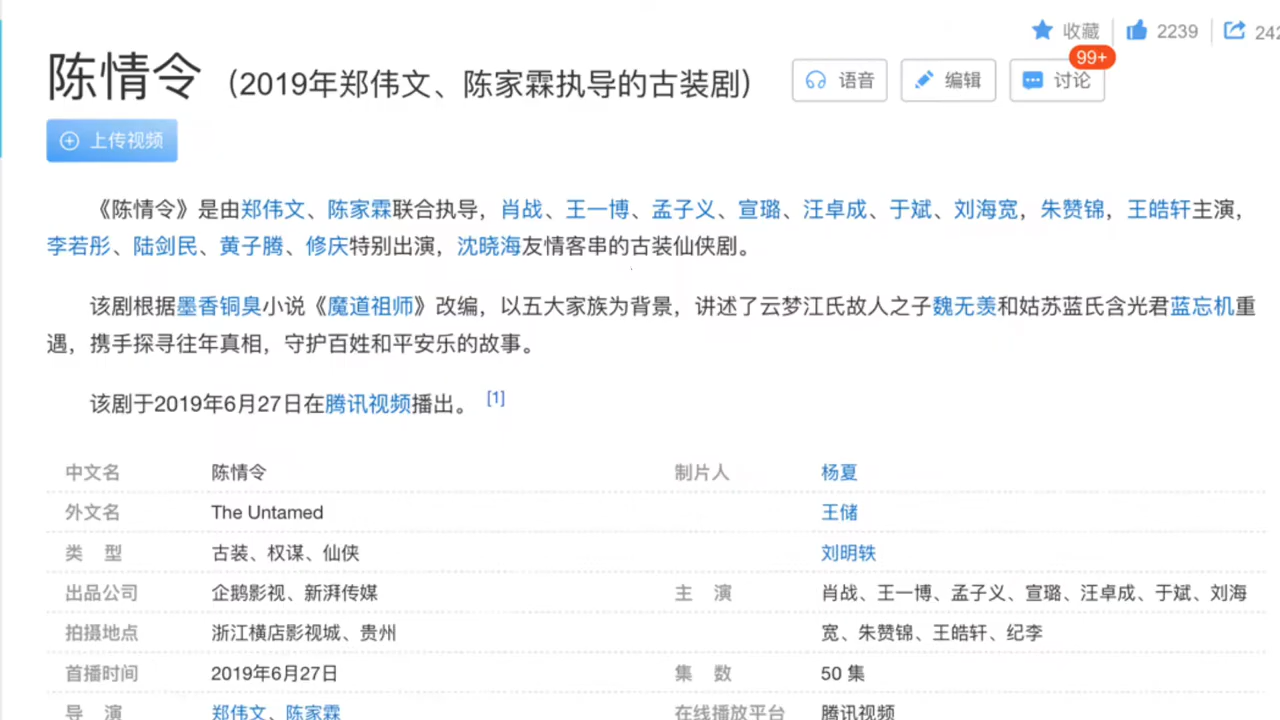 收藏 2239 242
陈情令 （2019年郑伟文、陈家霖执导的古装剧） 语音 编辑 讨论 99+
上传视频
《陈情令》是由郑伟文、陈家霖联合执导，肖战、王一博、孟子义、宣璐、汪卓成、于斌、刘海宽，朱赞锦，王皓轩主演，
李若彤、陆剑民、黄子腾、修庆特别出演，沈晓海友情客串的古装仙侠剧。
该剧根据墨香铜臭小说《魔道祖师》改编，以五大家族为背景，讲述了云梦江氏故人之子魏无羡和姑苏蓝氏含光君蓝忘机重
遇，携手探寻往年真相，守护百姓和平安乐的故事。
该剧于2019年6月27日在腾讯视频播出。 [1]
中文名 陈情令 制片人 杨夏
外文名 The Untamed 王储
类 型 古装、权谋、仙侠 刘明轶
出品公司 企鹅影视、新湃传媒 主 演 肖战、王一博、孟子义、宣璐、汪卓成、于斌、刘海
拍摄地点 浙江横店影视城、贵州 宽、朱赞锦、王皓轩、纪李
首播时间 2019年6月27日 集 数 50 集
导 演 郑伟文、陈家霖 在线播放平台 腾讯视频